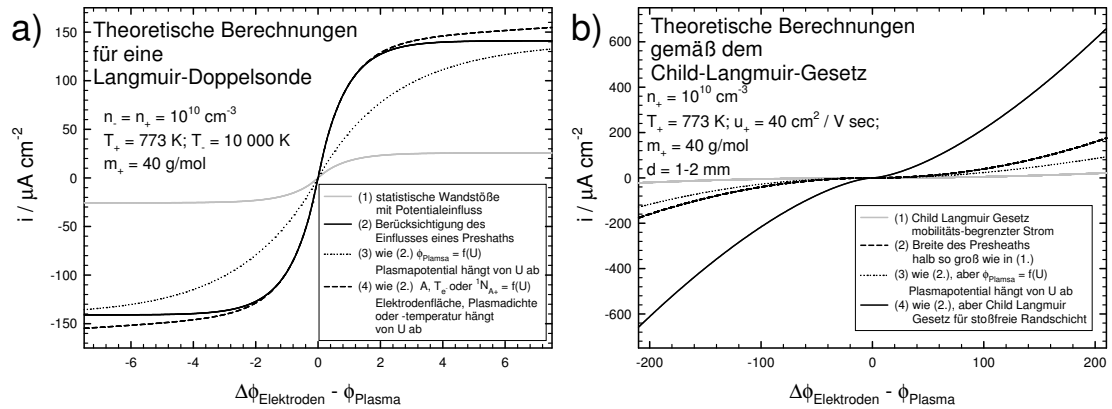 a)
Theoretische Berechnungen
für eine
Langmuir-Doppelsonde
n- = n+ = 10^10 cm^-3
T+ = 773 K; T- = 10 000 K
m+ = 40 g/mol
150
100
50
0
-50
-100
-150
i / µA cm^-2
(1) statistische Wandstöße
mit Potentialeinfluss
(2) Berücksichtigung des
Einflusses eines Preshaths
(3) wie (2.) ϕPlamsa = f(U)
Plasmapotential hängt von U ab
(4) wie (2.) A, Te- oder ^1NA+ = f(U)
Elektrodenfläche, Plasmadichte
oder -temperatur hängt
von U ab
-6 -4 -2 0 2 4 6
ΔϕElektroden - ϕPlasma
b)
Theoretische Berechnungen
gemäß dem
Child-Langmuir-Gesetz
n+ = 10^10 cm^-3
T+ = 773 K; u+ = 40 cm^2 / V sec;
m+ = 40 g/mol
d = 1-2 mm
600
400
200
0
-200
-400
-600
i / µA cm^-2
(1) Child Langmuir Gesetz
mobilitäts-begrenzter Strom
(2) Breite des Presheaths
halb so groß wie in (1.)
(3) wie (2.), aber ϕPlamsa = f(U)
Plasmapotential hängt von U ab
(4) wie (2.), aber Child Langmuir
Gesetz für stoßfreie Randschicht
-200 -100 0 100 200
ΔϕElektroden - ϕPlasma